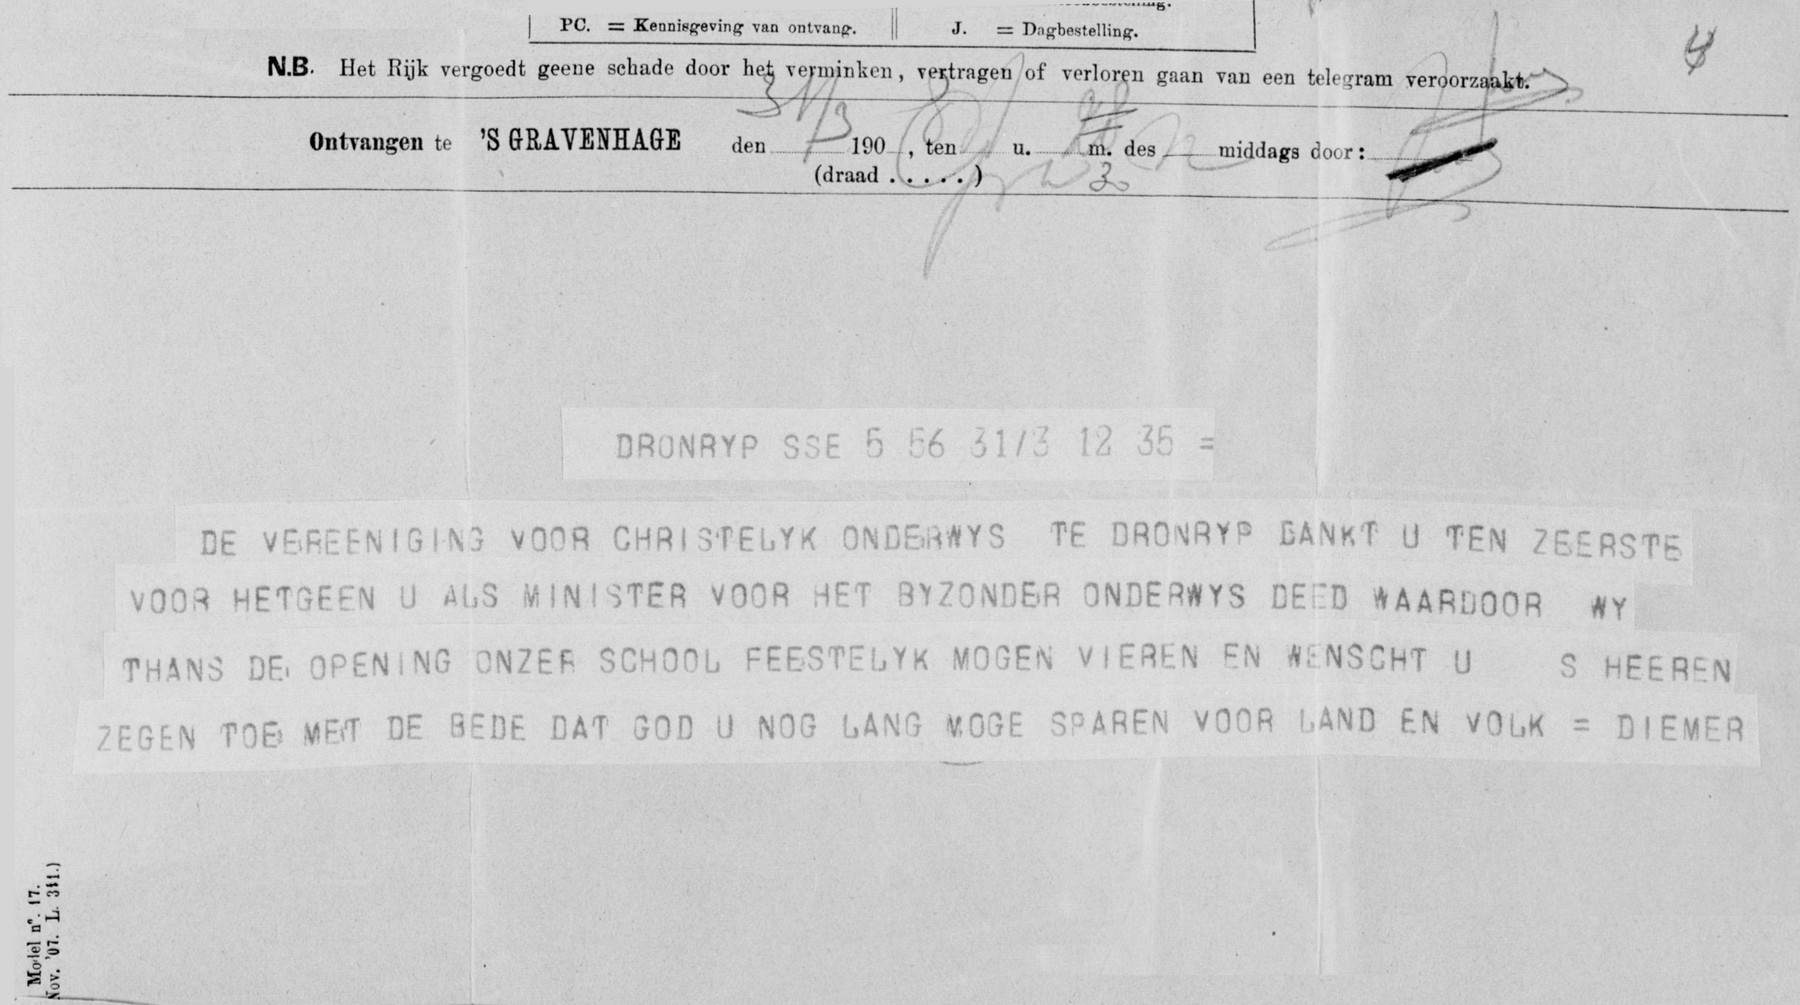 PC. = Kennisgeving van ontvang. J. = Dagbestelling.
N.B. Het Rijk vergoedt geene schade door het verminken, vertragen of verloren gaan van een telegram veroorzaakt.
Ontvangen te 'S GRAVENHAGE den 31/3 190 , ten u. m. des middags door:
(draad . . . . . )
30
DRONRYP SSE 5 56 31/3 12 35 =
DE VEREENIGING VOOR CHRISTELYK ONDERWYS TE DRONRYP DANKT U TEN ZEERSTE
VOOR HETGEEN U ALS MINISTER VOOR HET BYZONDER ONDERWYS DEED WAARDOOR WY
THANS DE OPENING ONZER SCHOOL FEESTELYK MOGEN VIEREN EN WENSCHT U S HEEREN
ZEGEN TOE MET DE BEDE DAT GOD U NOG LANG MOGE SPAREN VOOR LAND EN VOLK = DIEMER
Model n°. 17.
Nov. '07. L. 341.)